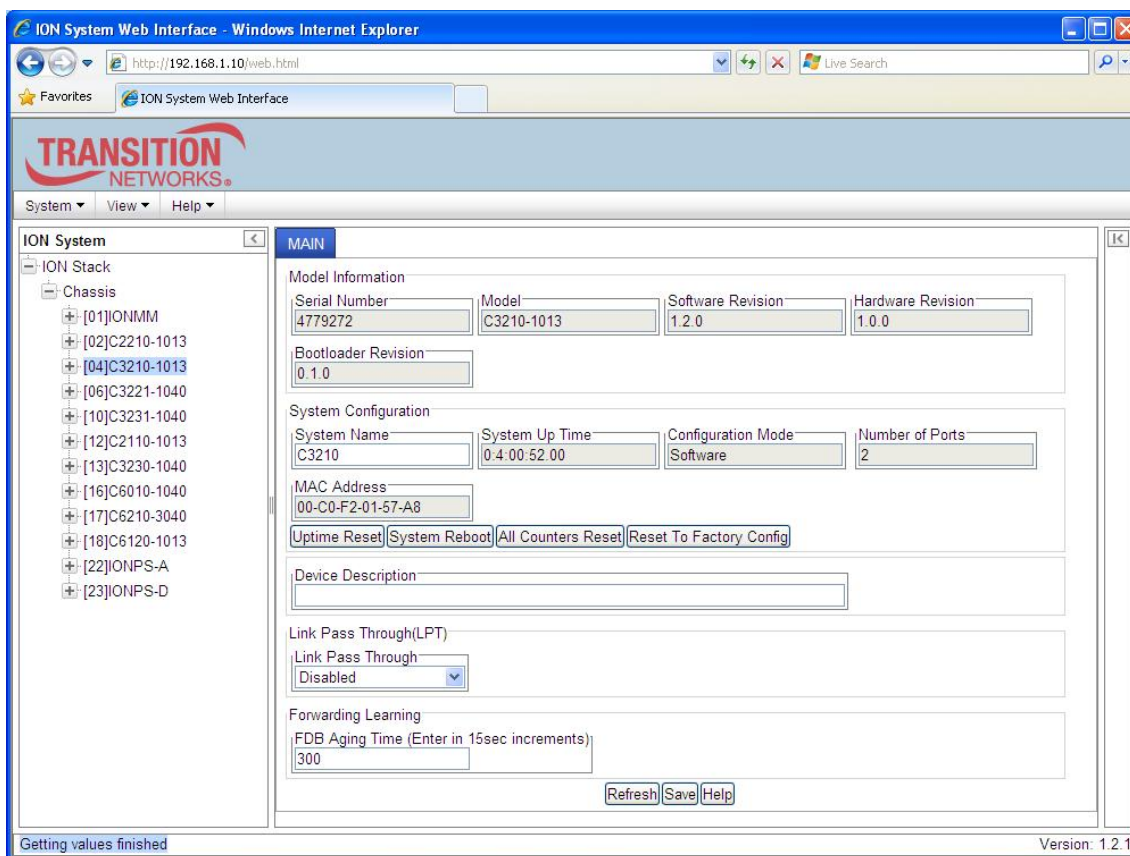 ION System Web Interface - Windows Internet Explorer
http://192.168.1.10/web.html
Live Search
Favorites
ION System Web Interface
TRANSITION
NETWORKS®
System View Help
ION System
ION Stack
Chassis
[01]IONMM
[02]C2210-1013
[04]C3210-1013
[06]C3221-1040
[10]C3231-1040
[12]C2110-1013
[13]C3230-1040
[16]C6010-1040
[17]C6210-3040
[18]C6120-1013
[22]IONPS-A
[23]IONPS-D
MAIN
Model Information
Serial Number Model Software Revision Hardware Revision
4779272 C3210-1013 1.2.0 1.0.0
Bootloader Revision
0.1.0
System Configuration
System Name System Up Time Configuration Mode Number of Ports
C3210 0:4:00:52.00 Software 2
MAC Address
00-C0-F2-01-57-A8
Uptime Reset System Reboot All Counters Reset Reset To Factory Config
Device Description
Link Pass Through(LPT)
Link Pass Through
Disabled
Forwarding Learning
FDB Aging Time (Enter in 15sec increments)
300
Refresh Save Help
Getting values finished
Version: 1.2.1